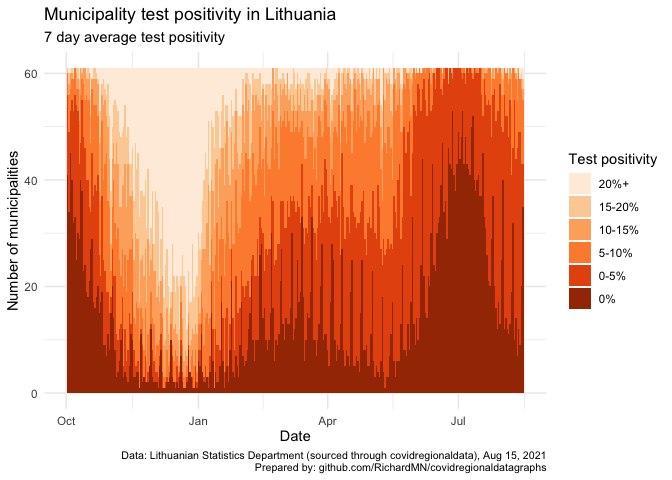 Municipality test positivity in Lithuania
7 day average test positivity
Number of municipalities
60
40
20
0
Oct
Jan
Apr
Jul
Date
Test positivity
20%+
15-20%
10-15%
5-10%
0-5%
0%
Data: Lithuanian Statistics Department (sourced through covidregionaldata), Aug 15, 2021
Prepared by: github.com/RichardMN/covidregionaldatagraphs